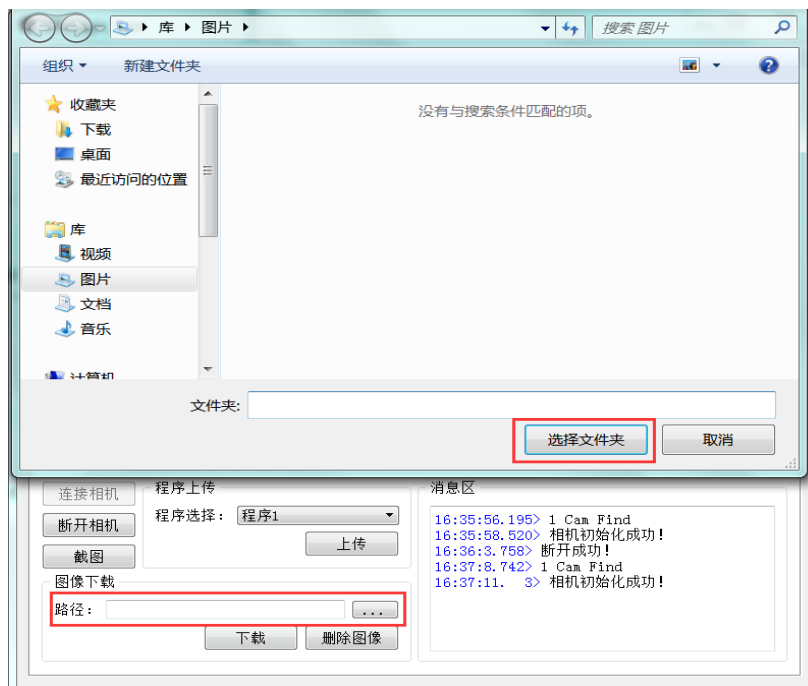 库 图片 搜索 图片
组织 新建文件夹
收藏夹
下载
桌面
最近访问的位置
库
视频
图片
文档
音乐
计算机
没有与搜索条件匹配的项。
文件夹:
选择文件夹 取消
连接相机
断开相机
截图
程序上传
程序选择： 程序1
上传
图像下载
路径： ...
下载 删除图像
消息区
16:35:56.195> 1 Cam Find
16:35:58.520> 相机初始化成功！
16:36:3.758> 断开成功！
16:37:8.742> 1 Cam Find
16:37:11.  3> 相机初始化成功！